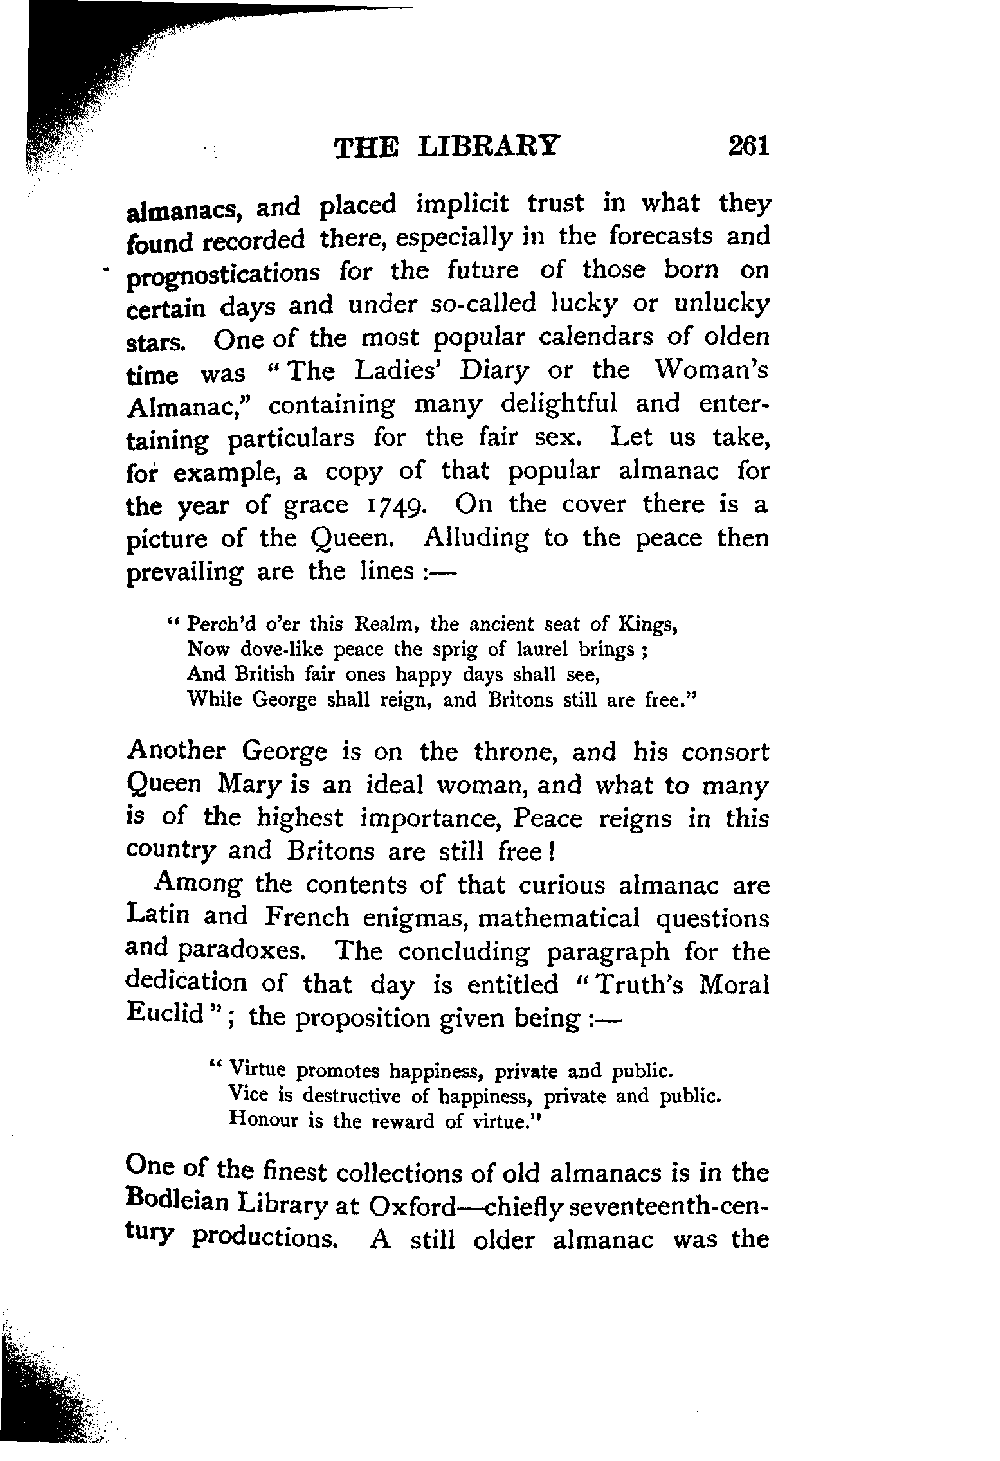 THE LIBRARY 261
almanacs, and placed implicit trust in what they
found recorded there, especially in the forecasts and
prognostications for the future of those born on
certain days and under so-called lucky or unlucky
stars. One of the most popular calendars of olden
time was “ The Ladies’ Diary or the Woman’s
Almanac,” containing many delightful and enter-
taining particulars for the fair sex. Let us take,
for example, a copy of that popular almanac for
the year of grace 1749. On the cover there is a
picture of the Queen. Alluding to the peace then
prevailing are the lines :—
“ Perch’d o’er this Realm, the ancient seat of Kings,
Now dove-like peace the sprig of laurel brings ;
And British fair ones happy days shall see,
While George shall reign, and Britons still are free.”
Another George is on the throne, and his consort
Queen Mary is an ideal woman, and what to many
is of the highest importance, Peace reigns in this
country and Britons are still free !
Among the contents of that curious almanac are
Latin and French enigmas, mathematical questions
and paradoxes. The concluding paragraph for the
dedication of that day is entitled “ Truth’s Moral
Euclid ” ; the proposition given being :—
“ Virtue promotes happiness, private and public.
Vice is destructive of happiness, private and public.
Honour is the reward of virtue.”
One of the finest collections of old almanacs is in the
Bodleian Library at Oxford—chiefly seventeenth-cen-
tury productions. A still older almanac was the